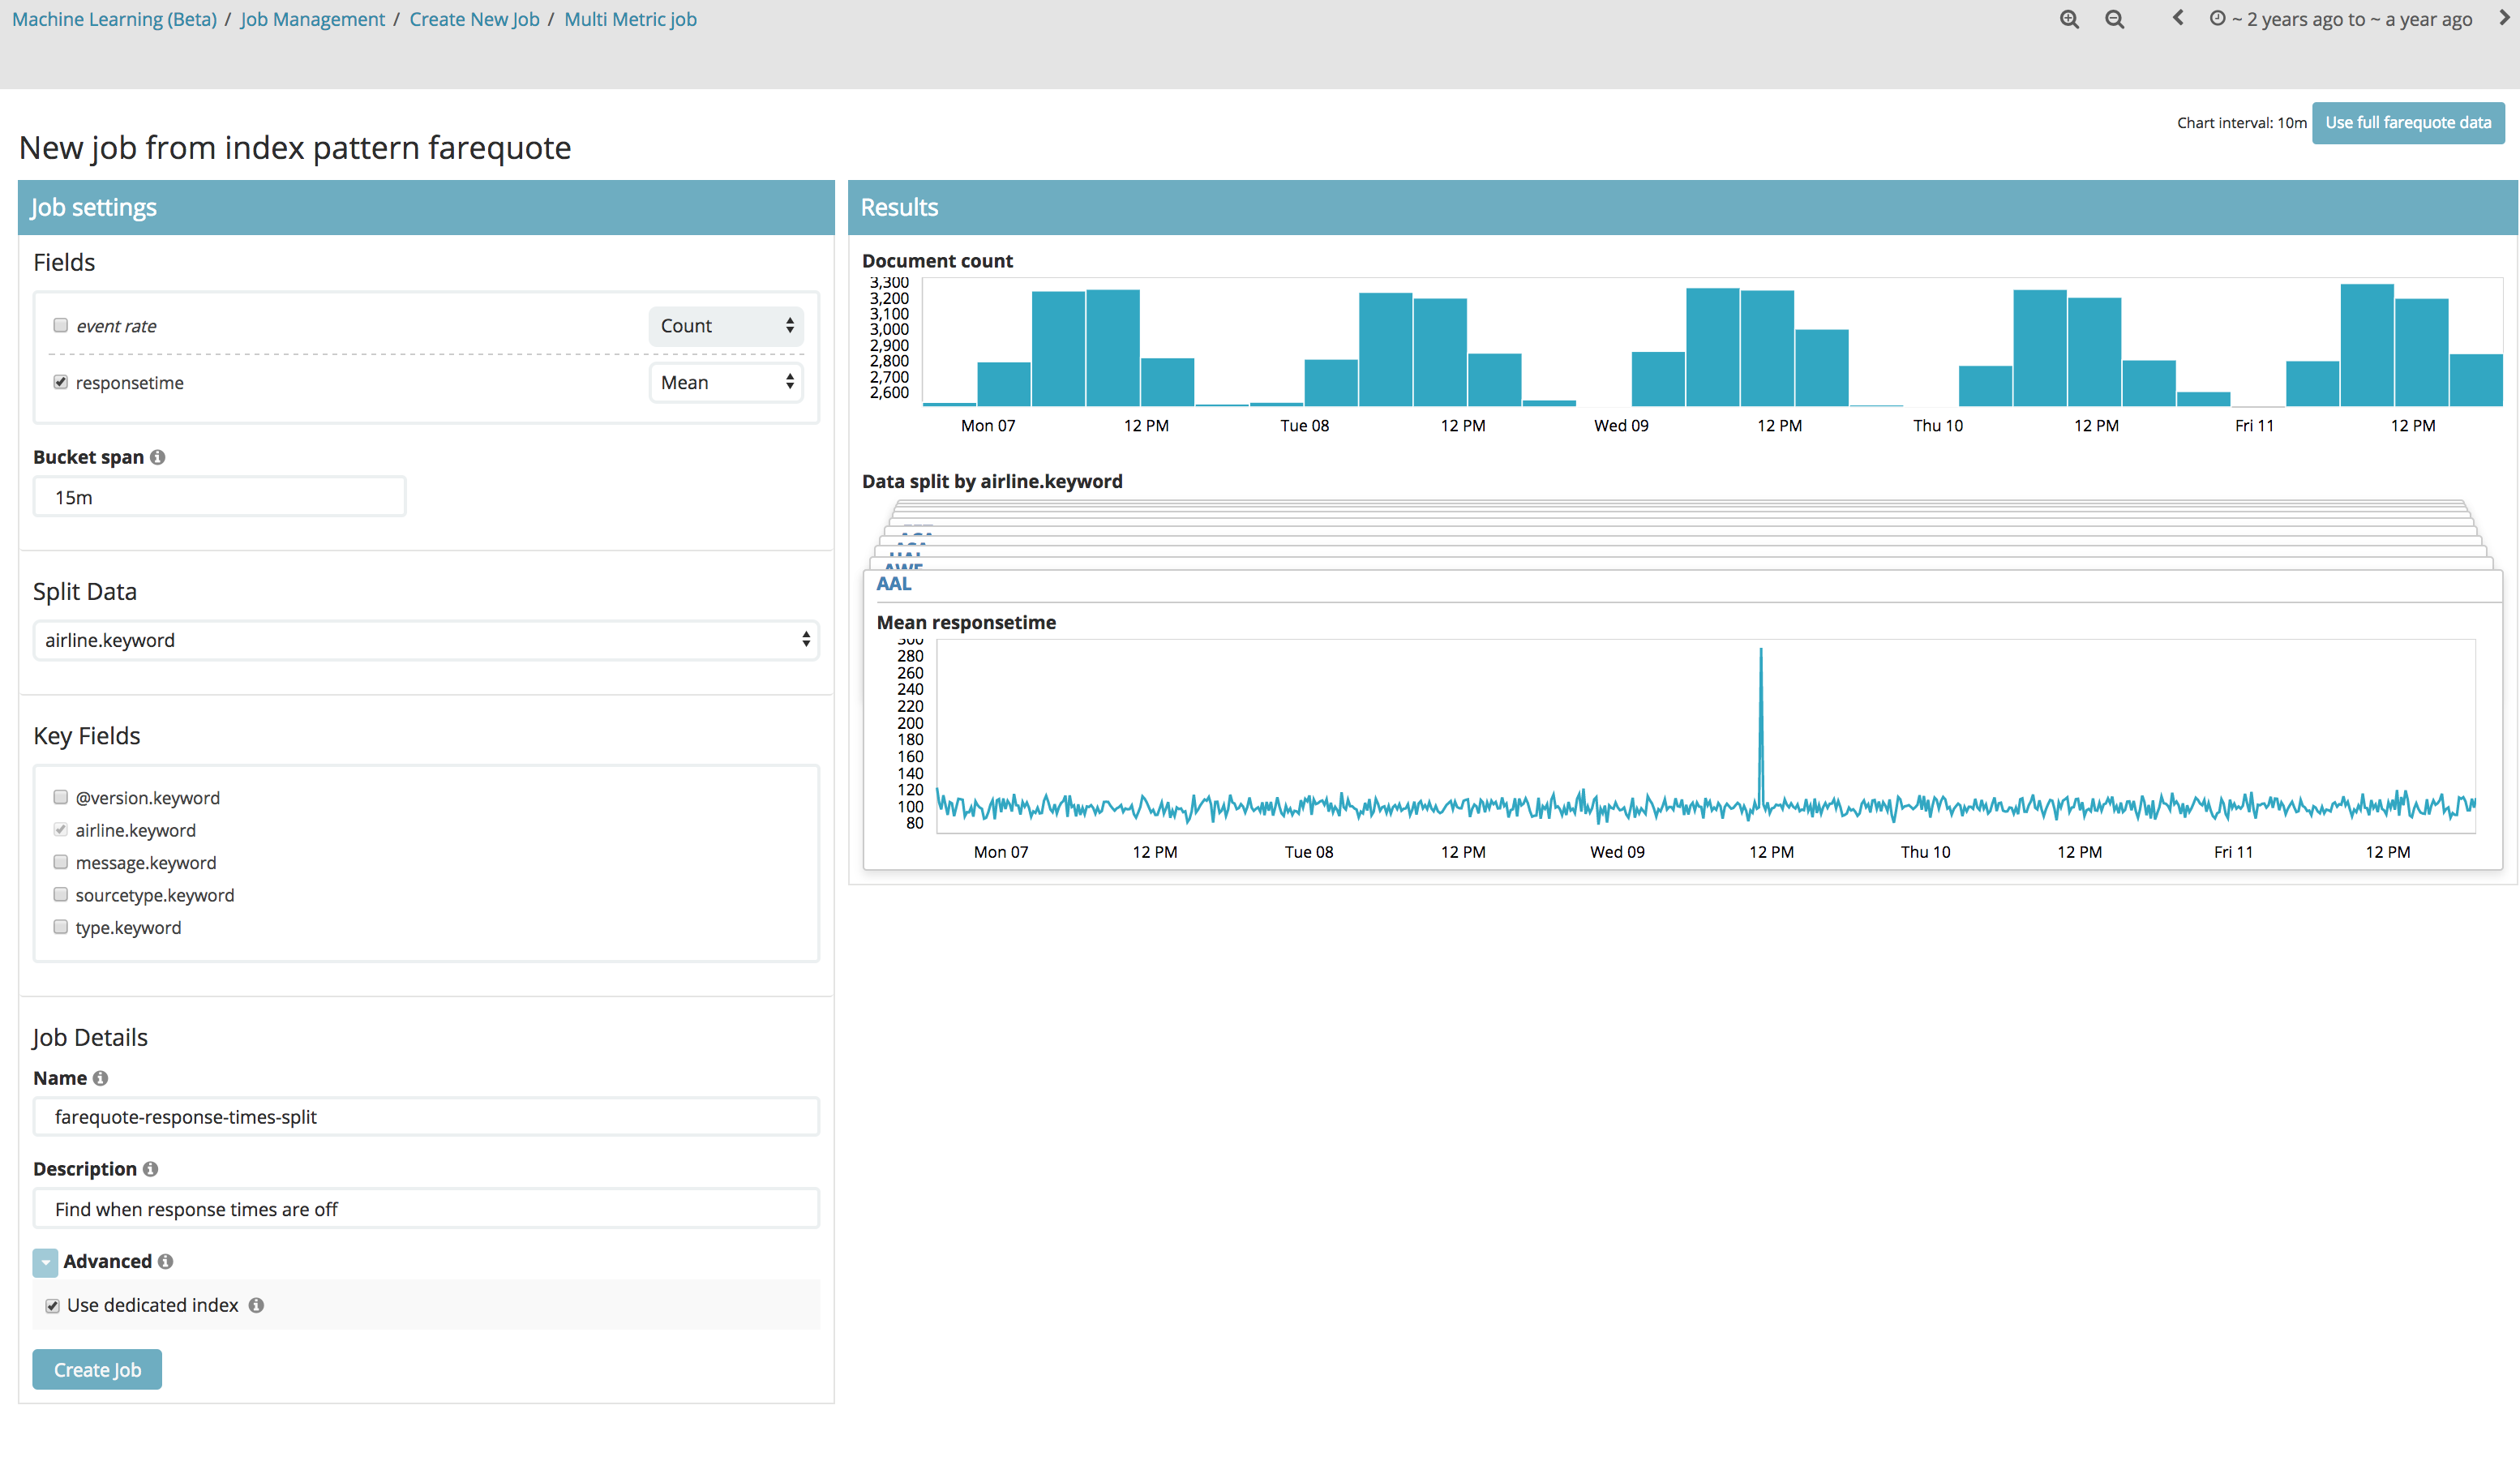 Machine Learning (Beta) / Job Management / Create New Job / Multi Metric job
~ 2 years ago to ~ a year ago
Chart interval: 10m
Use full farequote data
New job from index pattern farequote
Job settings
Fields
event rate
Count
responsetime
Mean
Bucket span
15m
Split Data
airline.keyword
Key Fields
@version.keyword
airline.keyword
message.keyword
sourcetype.keyword
type.keyword
Job Details
Name
farequote-response-times-split
Description
Find when response times are off
Advanced
Use dedicated index
Create Job
Results
Document count
3,300
3,200
3,100
3,000
2,900
2,800
2,700
2,600
Mon 07 12 PM Tue 08 12 PM Wed 09 12 PM Thu 10 12 PM Fri 11 12 PM
Data split by airline.keyword
AWE
AAL
Mean responsetime
300
280
260
240
220
200
180
160
140
120
100
80
Mon 07 12 PM Tue 08 12 PM Wed 09 12 PM Thu 10 12 PM Fri 11 12 PM